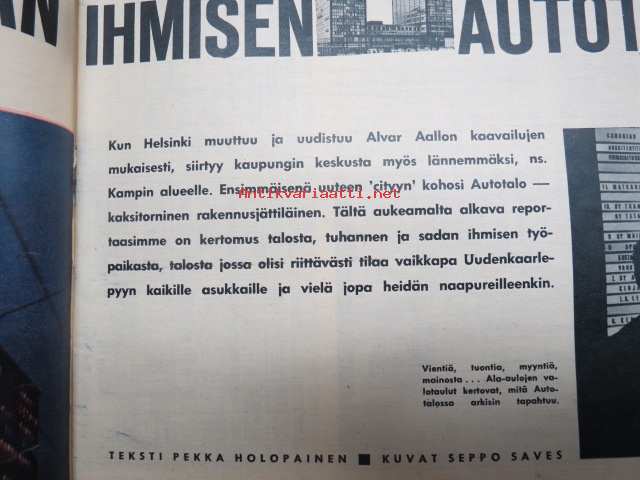 AN
IHMISEN AUTOT
Kun Helsinki muuttuu ja uudistuu Alvar Aallon kaavailujen
mukaisesti, siirtyy kaupungin keskusta myös lännemmäksi, ns.
Kampin alueelle. Ensimmäisenä uuteen 'cityyn' kohosi Autotalo —
Antikvariaatti.net
kaksitorninen rakennusjättiläinen. Tältä aukeamalta alkava repor-
taasimme on kertomus talosta, tuhannen ja sadan ihmisen työ-
paikasta, talosta jossa olisi riittävästi tilaa vaikkapa Uudenkaarle-
pyyn kaikille asukkaille ja vielä jopa heidän naapureilleenkin.
Vientiä, tuontia, myyntiä,
mainosta . . . Ala-aulojen va-
lotaulut kertovat, mitä Auto-
talossa arkisin tapahtuu.
TEKSTI PEKKA HOLOPAINEN ■ KUVAT SEPPO SAVES